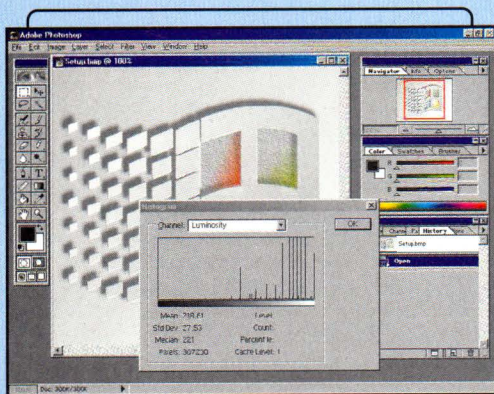 Adobe Photoshop
File Edit Image Layer Select Filter View Window Help
Setup.bmp @ 100%
Navigator Info Options
Color Swatches Brushes
R
G
B
Histogram
Channel: Luminosity
OK
History
Setup.bmp
Open
Mean: 218.61 Level:
Std Dev: 27.53 Count:
Median: 221 Percentile:
Pixels: 307200 Cache Level: 1
Doc: 300K/300K